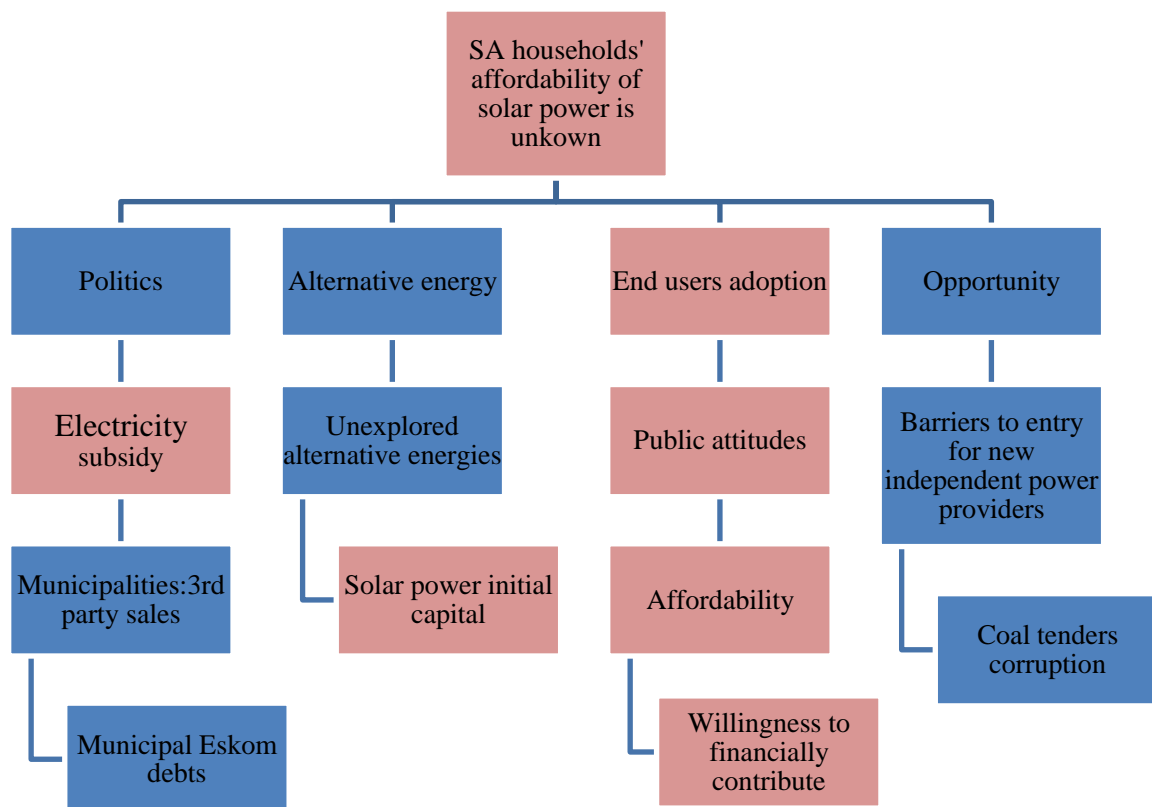 SA households'
affordability of
solar power is
unkown
Politics
Alternative energy
End users adoption
Opportunity
Electricity
subsidy
Unexplored
alternative energies
Public attitudes
Barriers to entry
for new
independent power
providers
Municipalities:3rd
party sales
Solar power initial
capital
Affordability
Coal tenders
corruption
Municipal Eskom
debts
Willingness to
financially
contribute